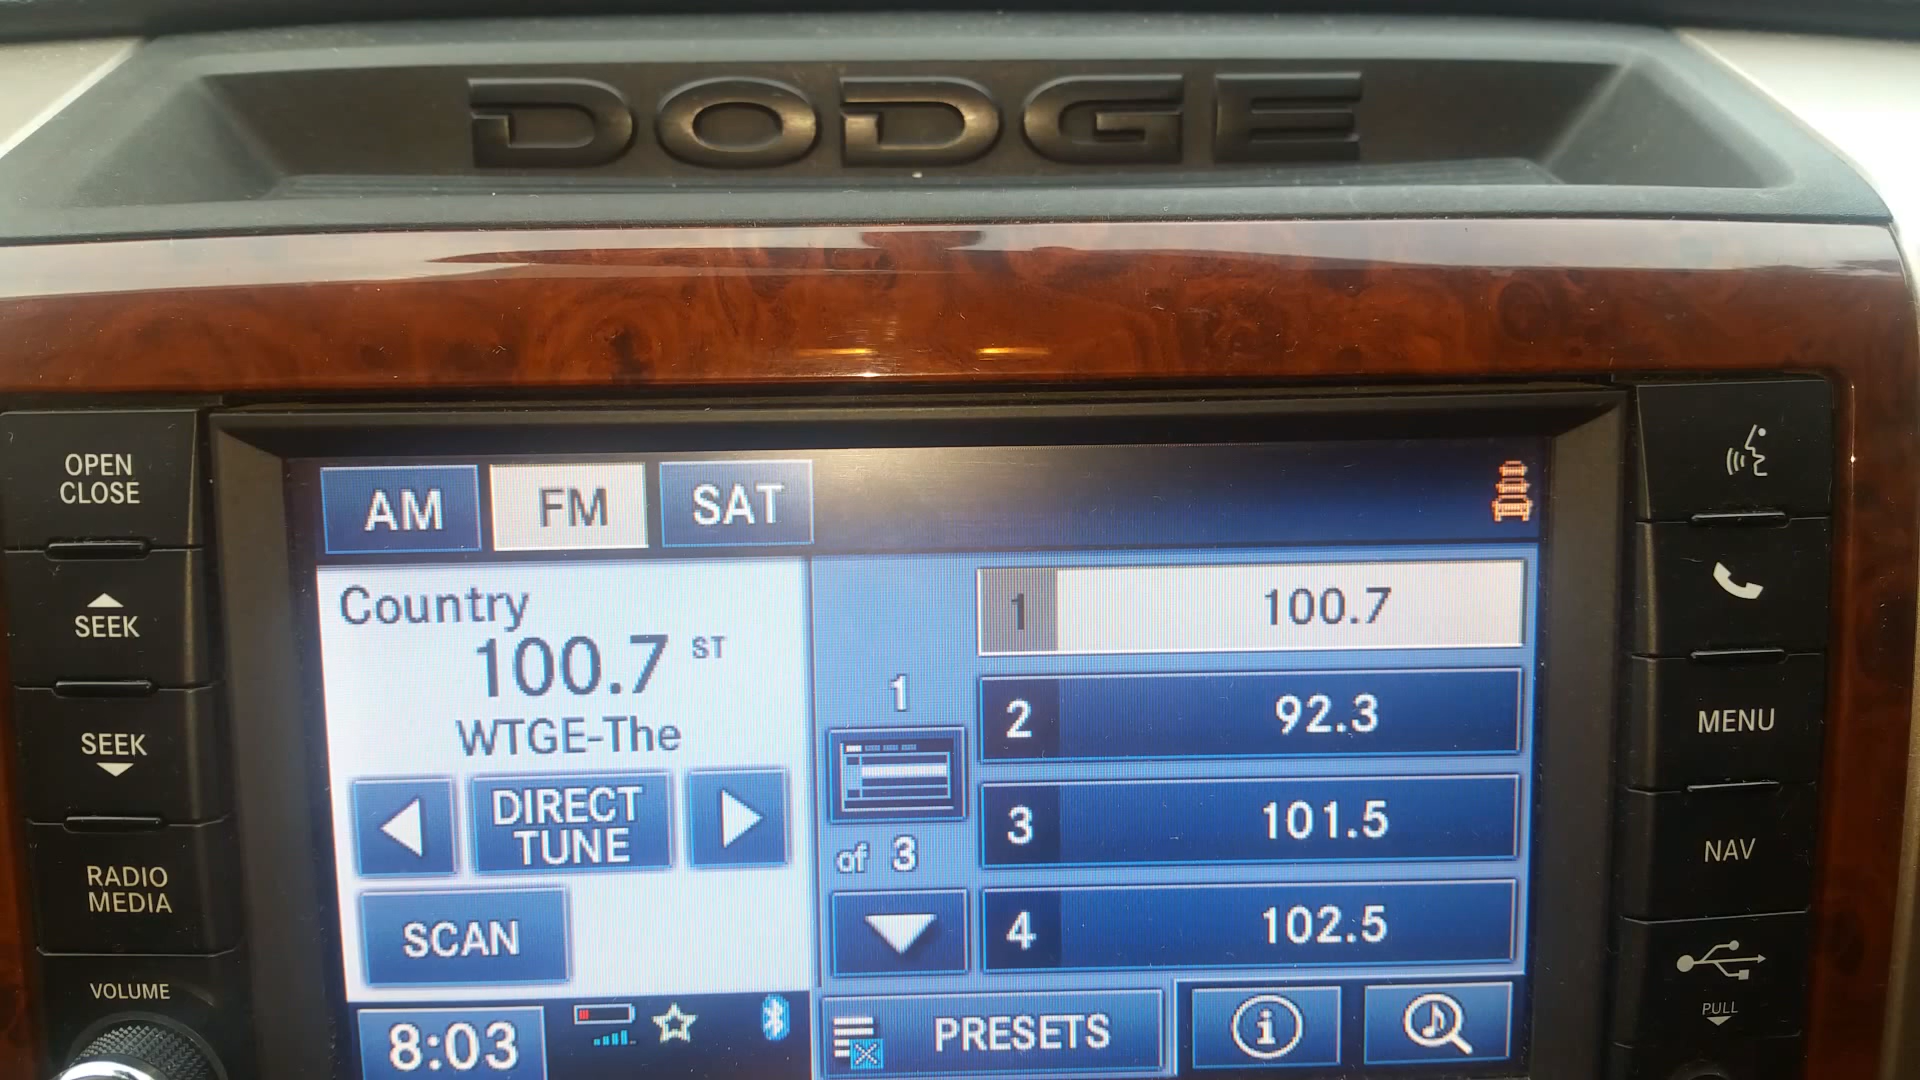 DODGE
OPEN
CLOSE
SEEK
SEEK
RADIO
MEDIA
VOLUME
AM FM SAT
Country
100.7 ST
WTGE-The
DIRECT
TUNE
SCAN
8:03
1
of 3
1 100.7
2 92.3
3 101.5
4 102.5
PRESETS
MENU
NAV
PULL